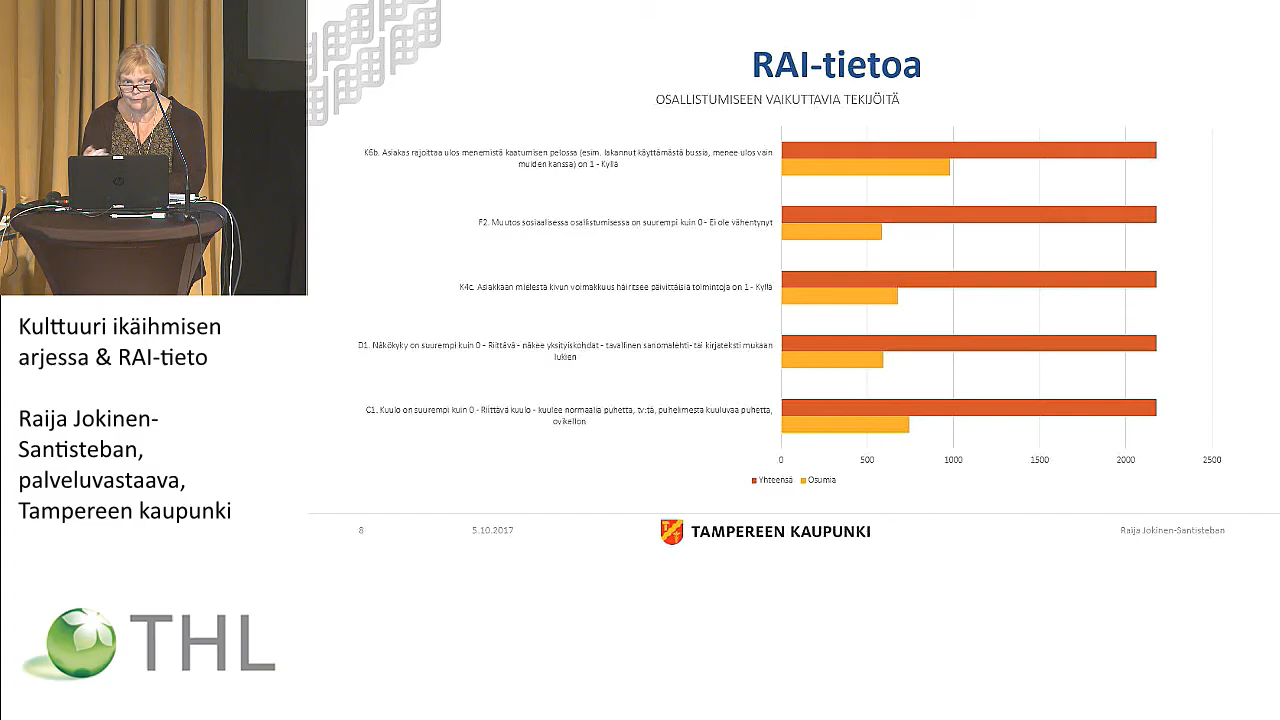 Kulttuuri ikäihmisen
arjessa & RAI-tieto
Raija Jokinen-
Santisteban,
palveluvastaava,
Tampereen kaupunki
THL
RAI-tietoa
OSALLISTUMISEEN VAIKUTTAVIA TEKIJÖITÄ
K6b. Asiakas rajoittaa ulos menemistä kaatumisen pelossa (esim. lakannut käyttämästä bussia, menee ulos vain
muiden kanssa) on 1 - Kyllä
F2. Muutos sosiaalisessa osallistumisessa on suurempi kuin 0 - Ei ole vähentynyt
K4c. Asiakkaan mielestä kivun voimakkuus häiritsee päivittäisiä toimintoja on 1 - Kyllä
D1. Näkökyky on suurempi kuin 0 - Riittävä - näkee yksityiskohdat - tavallinen sanomalehti- tai kirjateksti mukaan
lukien
C1. Kuulo on suurempi kuin 0 - Riittävä kuulo - kuulee normaalia puhetta, tv:tä, puhelimesta kuuluvaa puhetta,
ovikellon
0 500 1000 1500 2000 2500
Yhteensä Osumia
8 5.10.2017 TAMPEREEN KAUPUNKI Raija Jokinen-Santisteban